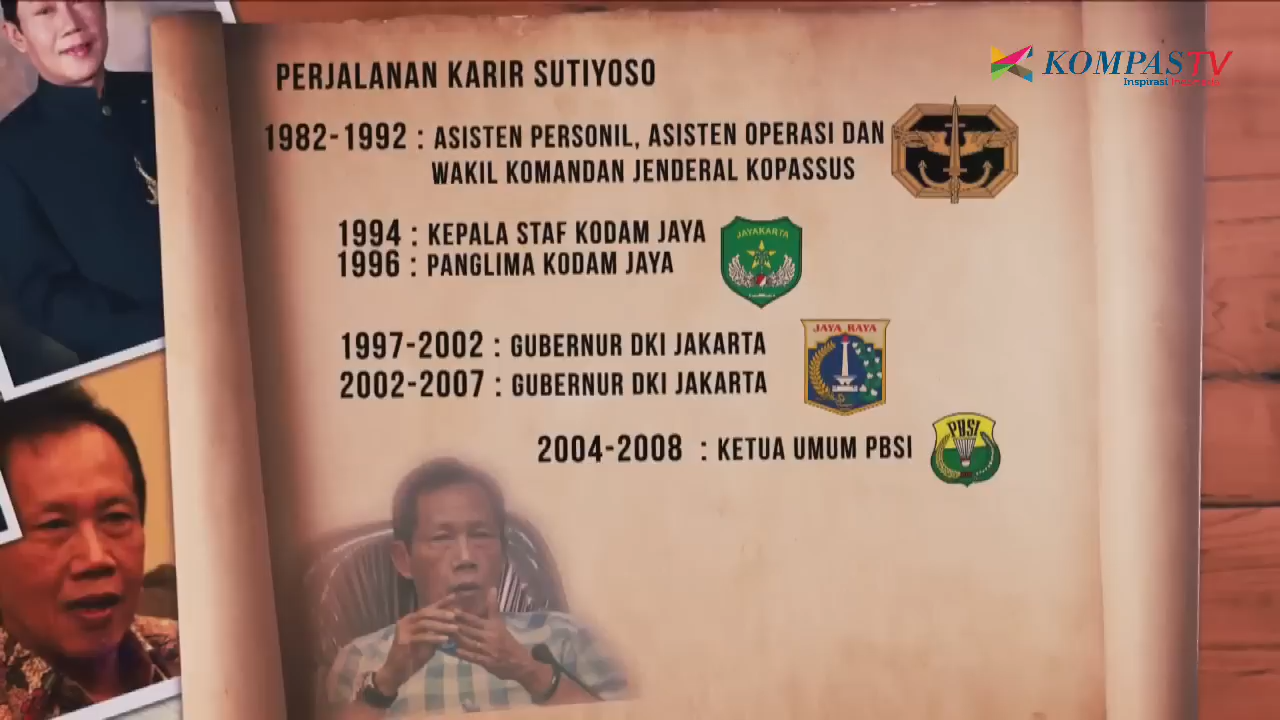 PERJALANAN KARIR SUTIYOSO
KOMPASTV
Inspirasi Indonesia
1982-1992 : ASISTEN PERSONIL, ASISTEN OPERASI DAN
WAKIL KOMANDAN JENDERAL KOPASSUS
1994 : KEPALA STAF KODAM JAYA
JAYAKARTA
1996 : PANGLIMA KODAM JAYA
1997-2002 : GUBERNUR DKI JAKARTA
JAYA RAYA
2002-2007 : GUBERNUR DKI JAKARTA
2004-2008 : KETUA UMUM PBSI
PBSI